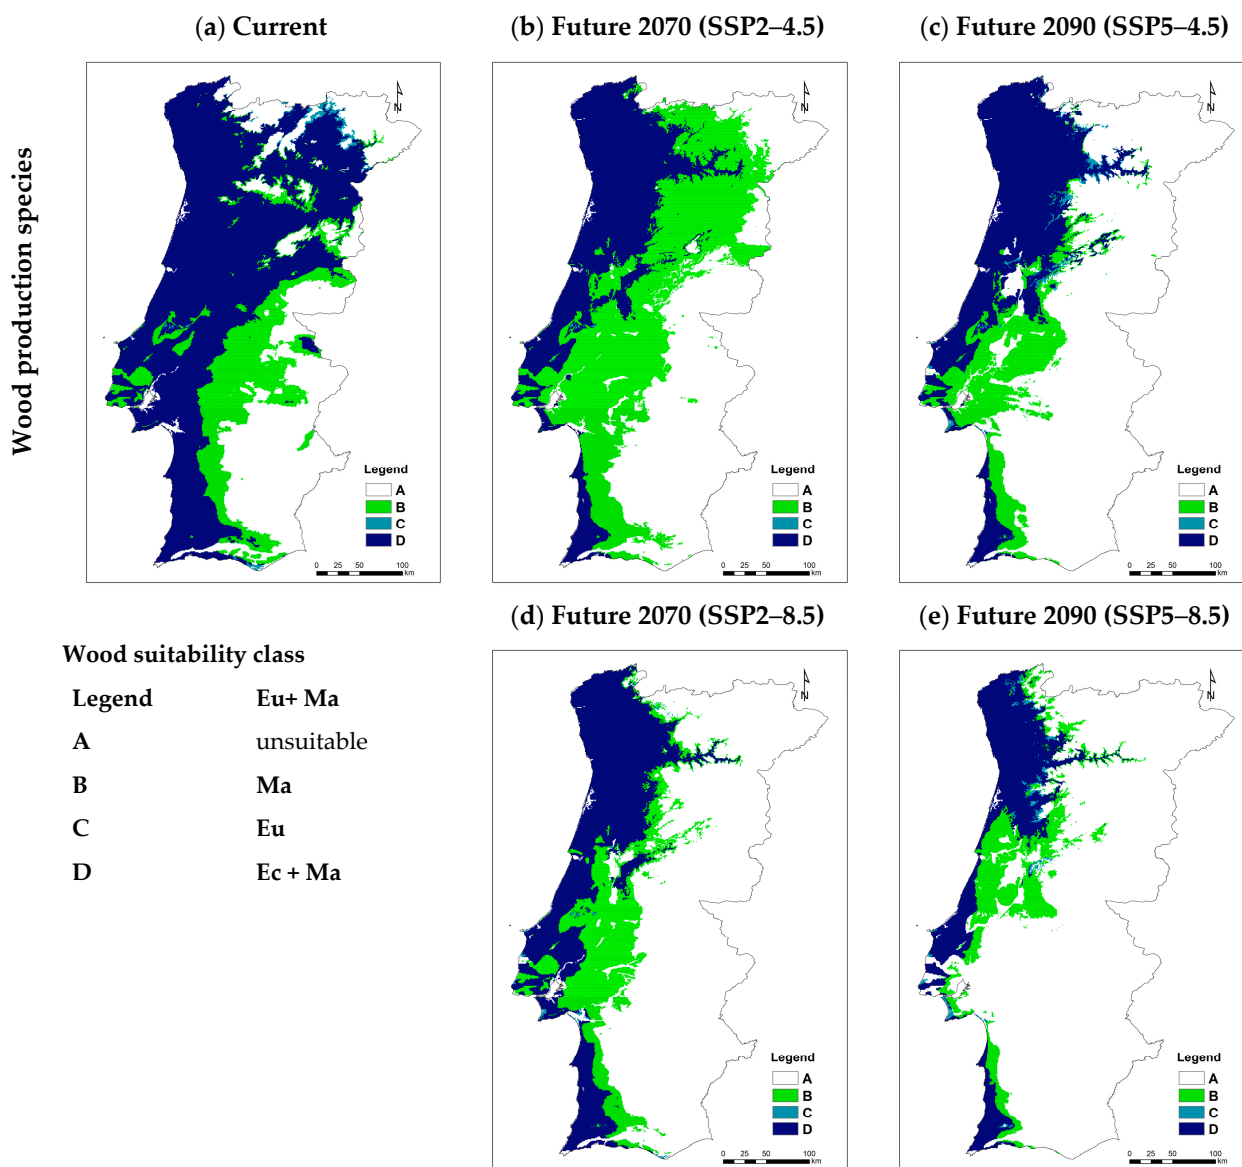 (a) Current
(b) Future 2070 (SSP2–4.5)
(c) Future 2090 (SSP5–4.5)
Wood production species
N
Legend
A
B
C
D
0 25 50 100
km
N
Legend
A
B
C
D
0 25 50 100
km
N
Legend
A
B
C
D
0 25 50 100
km
(d) Future 2070 (SSP2–8.5)
(e) Future 2090 (SSP5–8.5)
Wood suitability class
Legend Eu+ Ma
A unsuitable
B Ma
C Eu
D Ec + Ma
N
Legend
A
B
C
D
0 25 50 100
km
N
Legend
A
B
C
D
0 25 50 100
km